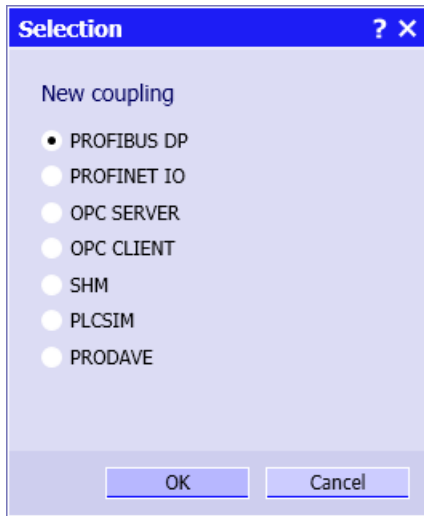 Selection ? ×
New coupling
PROFIBUS DP
PROFINET IO
OPC SERVER
OPC CLIENT
SHM
PLCSIM
PRODAVE
OK Cancel